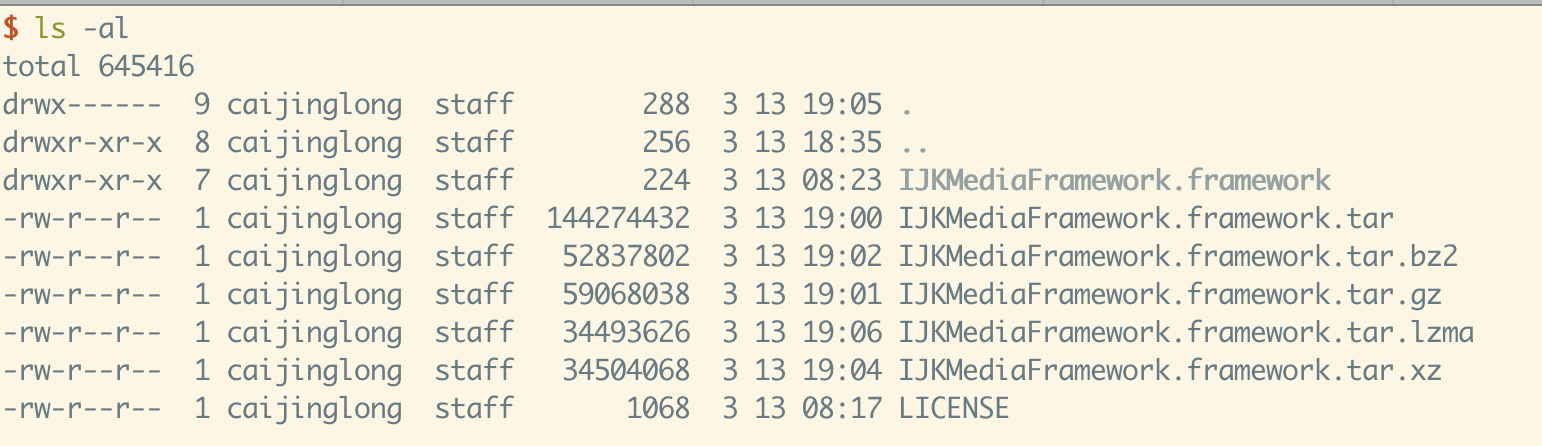 $ ls -al
total 645416
drwx------  9 caijinglong  staff        288  3 13 19:05 .
drwxr-xr-x  8 caijinglong  staff        256  3 13 18:35 ..
drwxr-xr-x  7 caijinglong  staff        224  3 13 08:23 IJKMediaFramework.framework
-rw-r--r--  1 caijinglong  staff  144274432  3 13 19:00 IJKMediaFramework.framework.tar
-rw-r--r--  1 caijinglong  staff   52837802  3 13 19:02 IJKMediaFramework.framework.tar.bz2
-rw-r--r--  1 caijinglong  staff   59068038  3 13 19:01 IJKMediaFramework.framework.tar.gz
-rw-r--r--  1 caijinglong  staff   34493626  3 13 19:06 IJKMediaFramework.framework.tar.lzma
-rw-r--r--  1 caijinglong  staff   34504068  3 13 19:04 IJKMediaFramework.framework.tar.xz
-rw-r--r--  1 caijinglong  staff       1068  3 13 08:17 LICENSE